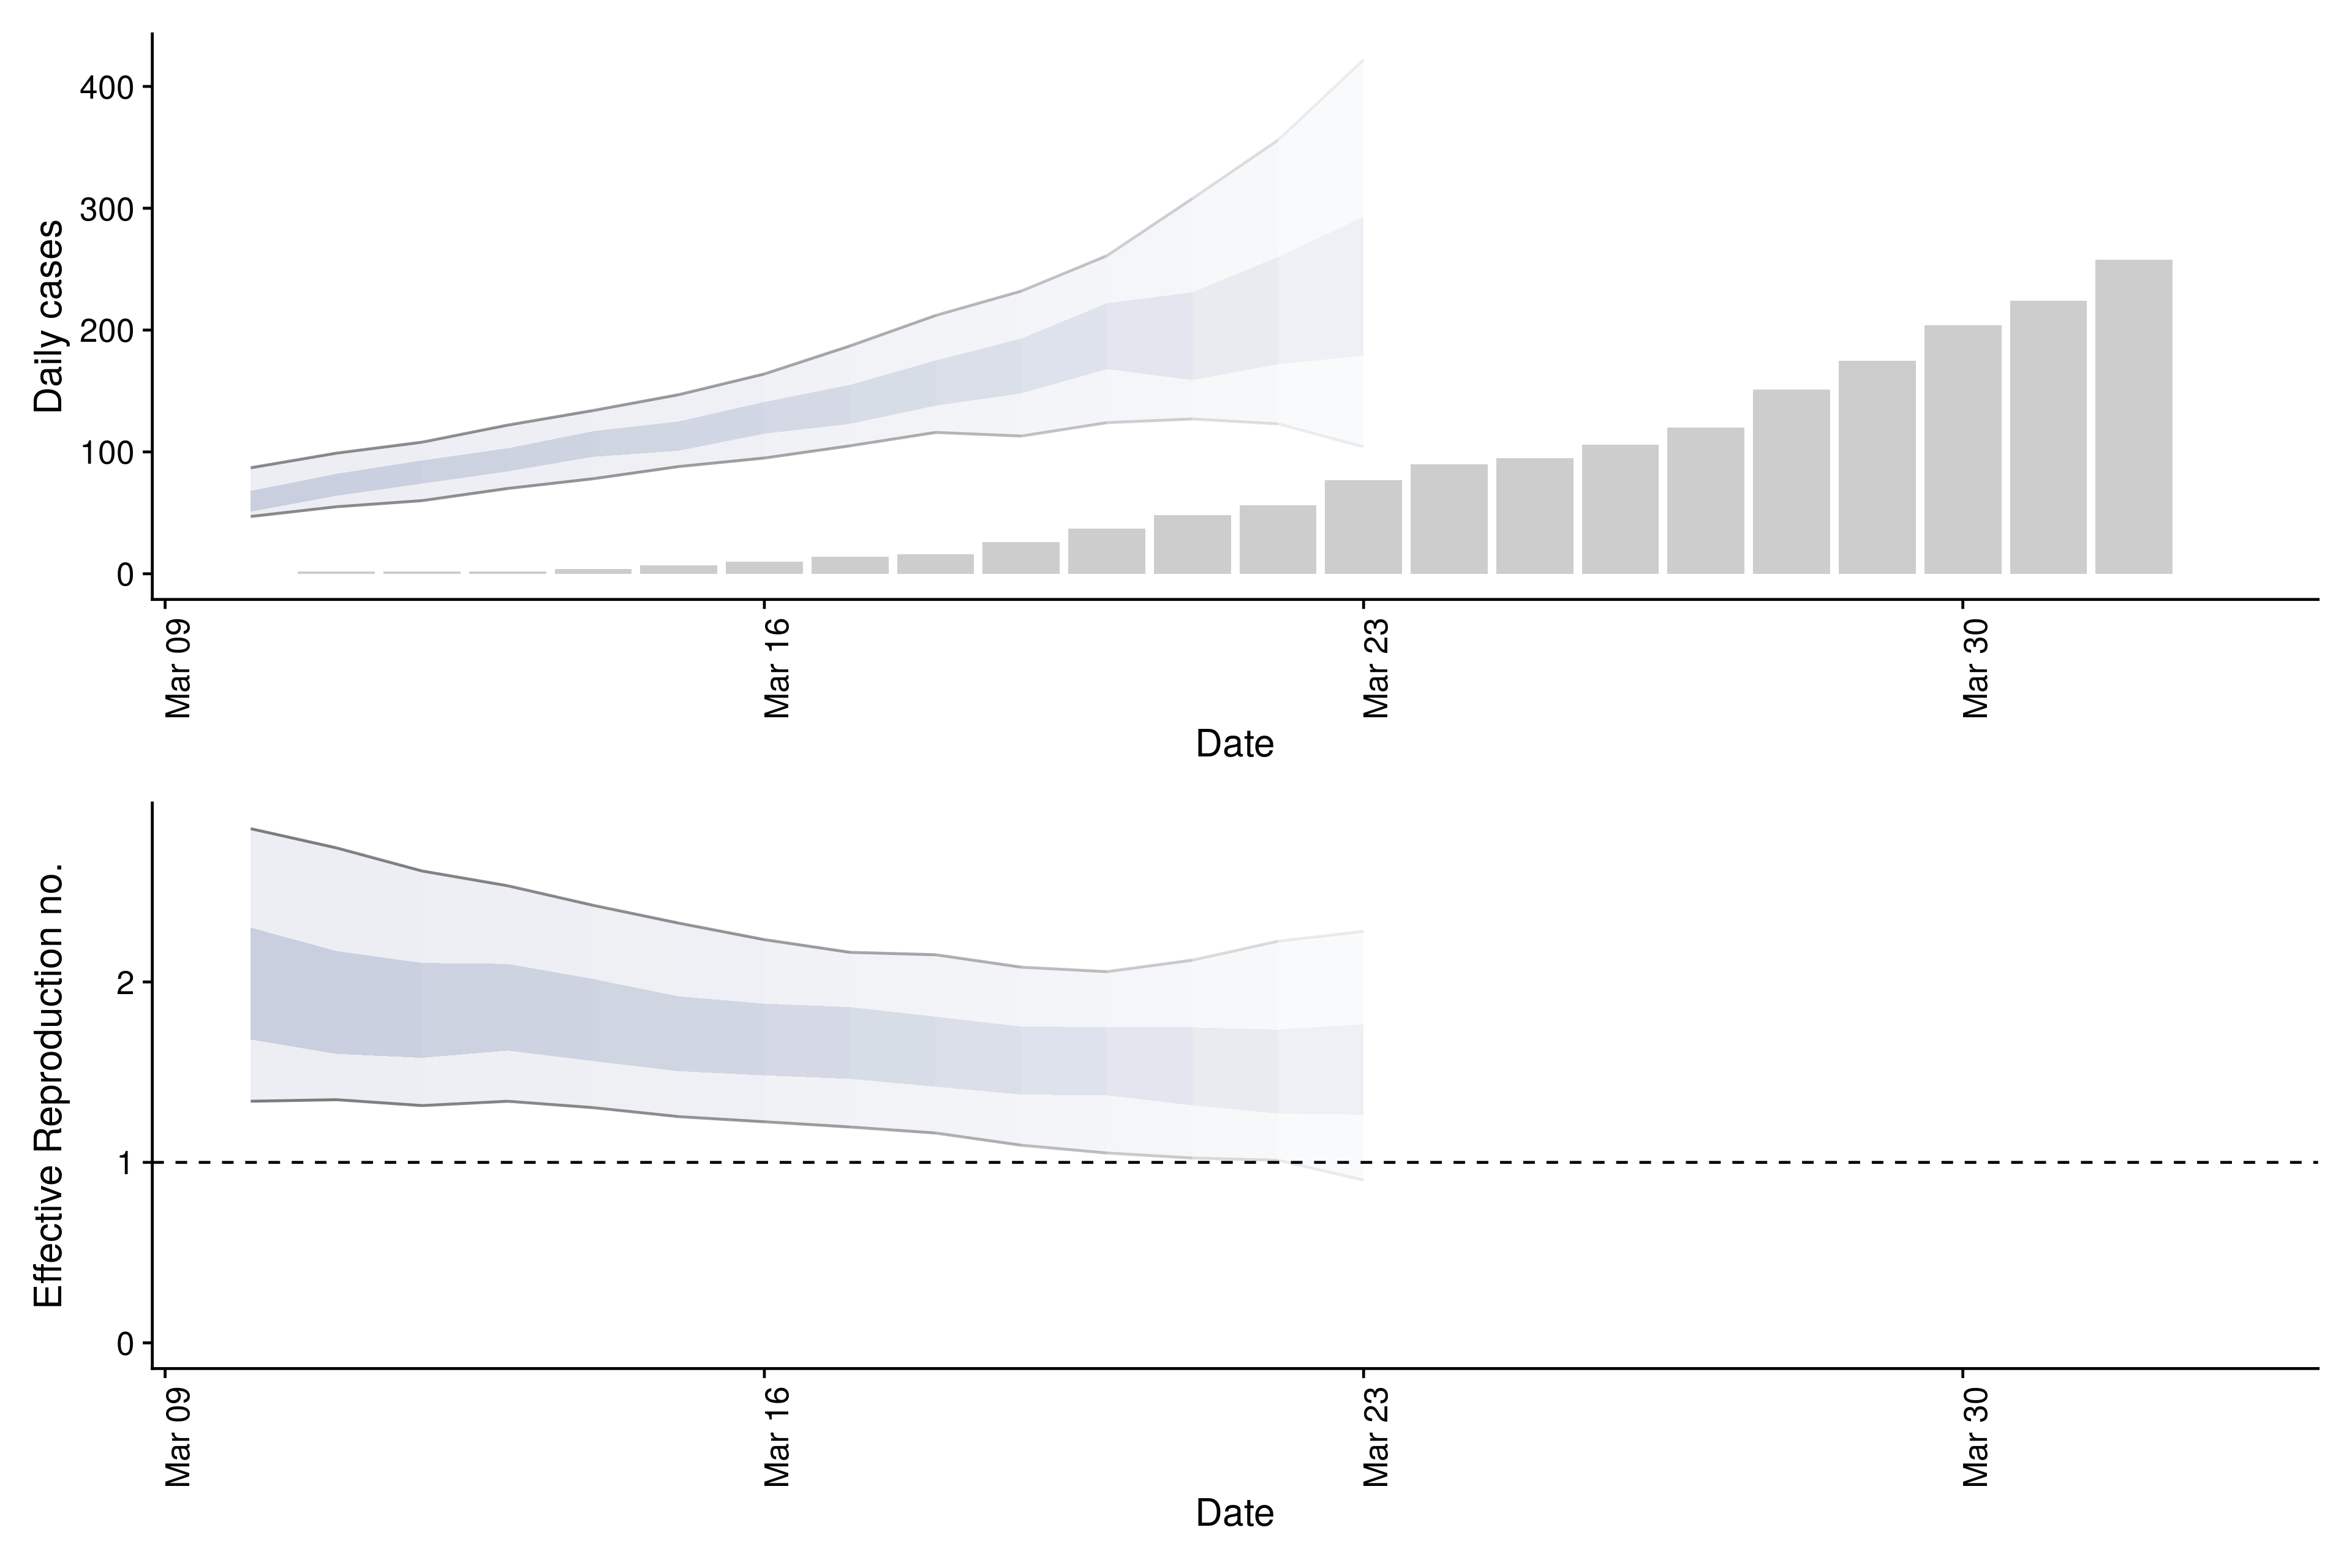 Daily cases
400
300
200
100
0
Mar 09
Mar 16
Mar 23
Mar 30
Date
Effective Reproduction no.
2
1
0
Mar 09
Mar 16
Mar 23
Mar 30
Date